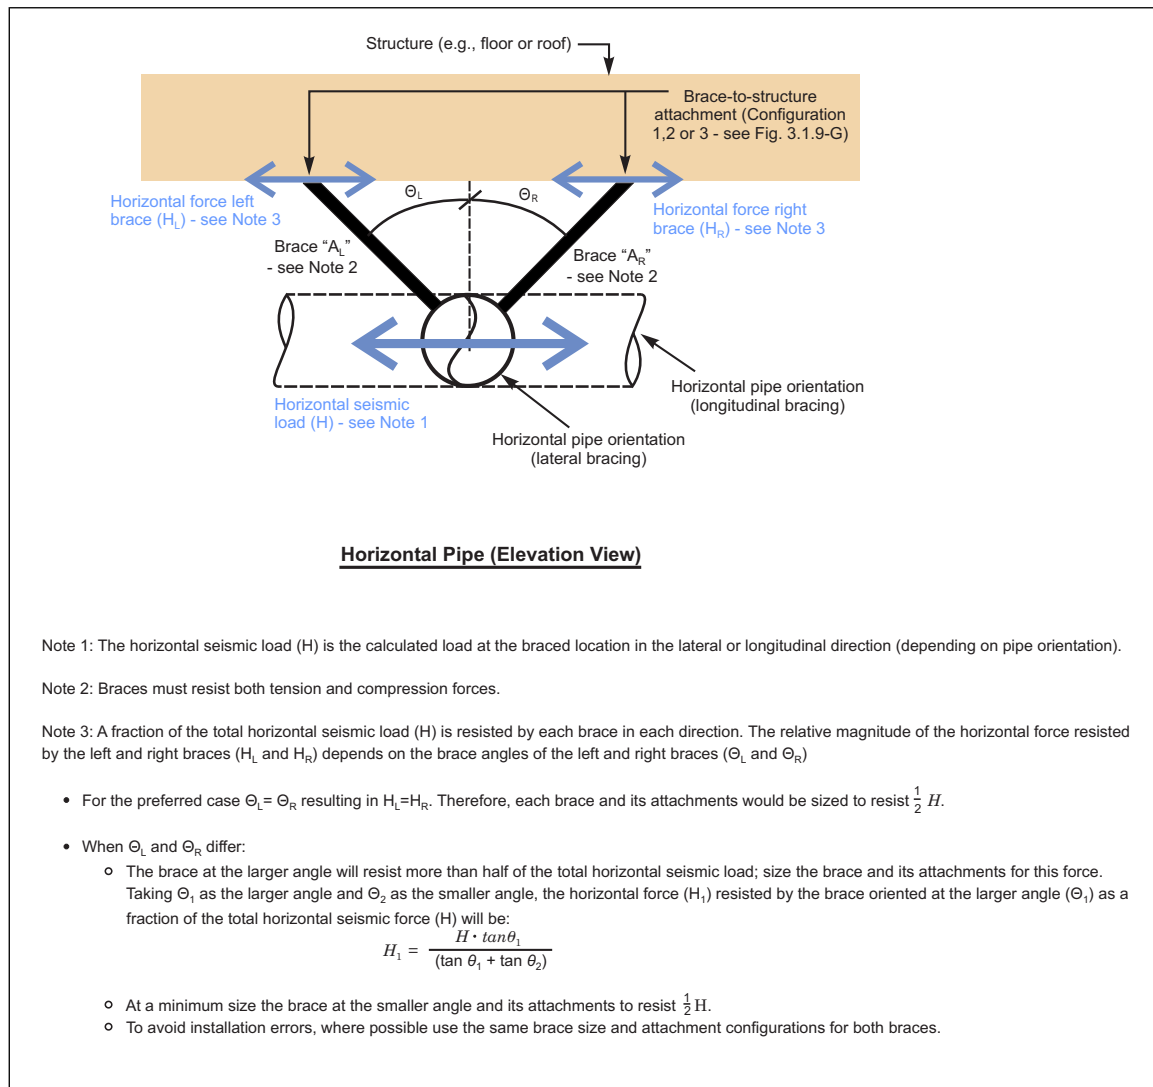 Structure (e.g., floor or roof)
Brace-to-structure
attachment (Configuration
1,2 or 3 - see Fig. 3.1.9-G)
ΘL
ΘR
Horizontal force left
brace (HL) - see Note 3
Horizontal force right
brace (HR) - see Note 3
Brace “AL”
- see Note 2
Brace “AR”
- see Note 2
Horizontal pipe orientation
(longitudinal bracing)
Horizontal seismic
load (H) - see Note 1
Horizontal pipe orientation
(lateral bracing)
Horizontal Pipe (Elevation View)
Note 1: The horizontal seismic load (H) is the calculated load at the braced location in the lateral or longitudinal direction (depending on pipe orientation).
Note 2: Braces must resist both tension and compression forces.
Note 3: A fraction of the total horizontal seismic load (H) is resisted by each brace in each direction. The relative magnitude of the horizontal force resisted
by the left and right braces (HL and HR) depends on the brace angles of the left and right braces (ΘL and ΘR)
• For the preferred case ΘL= ΘR resulting in HL=HR. Therefore, each brace and its attachments would be sized to resist 1/2 H.
• When ΘL and ΘR differ:
o The brace at the larger angle will resist more than half of the total horizontal seismic load; size the brace and its attachments for this force.
Taking Θ1 as the larger angle and Θ2 as the smaller angle, the horizontal force (H1) resisted by the brace oriented at the larger angle (Θ1) as a
fraction of the total horizontal seismic force (H) will be:
H1 = H · tanθ1 / (tan θ1 + tan θ2)
o At a minimum size the brace at the smaller angle and its attachments to resist 1/2 H.
o To avoid installation errors, where possible use the same brace size and attachment configurations for both braces.